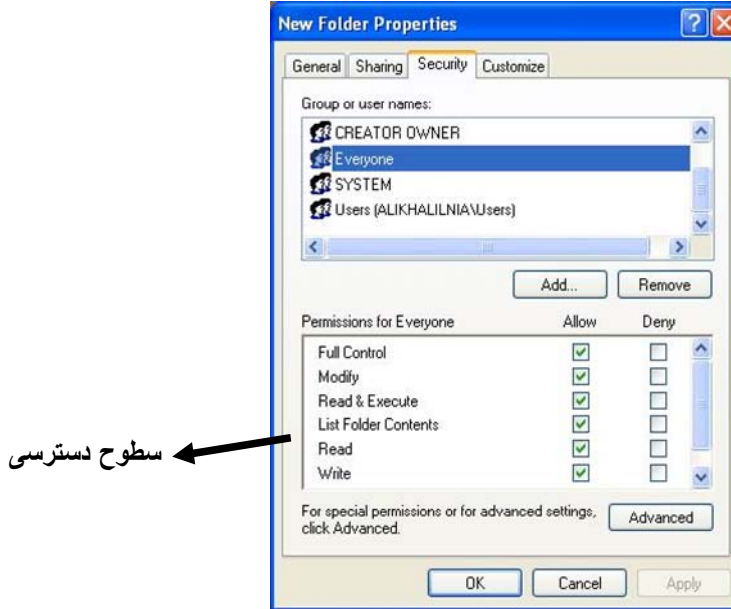 New Folder Properties
General Sharing Security Customize
Group or user names:
CREATOR OWNER
Everyone
SYSTEM
Users (ALIKHALILNIA\Users)
Add... Remove
Permissions for Everyone Allow Deny
Full Control
Modify
Read & Execute
List Folder Contents
Read
Write
سطوح دسترسی
For special permissions or for advanced settings,
click Advanced.
Advanced
OK Cancel Apply